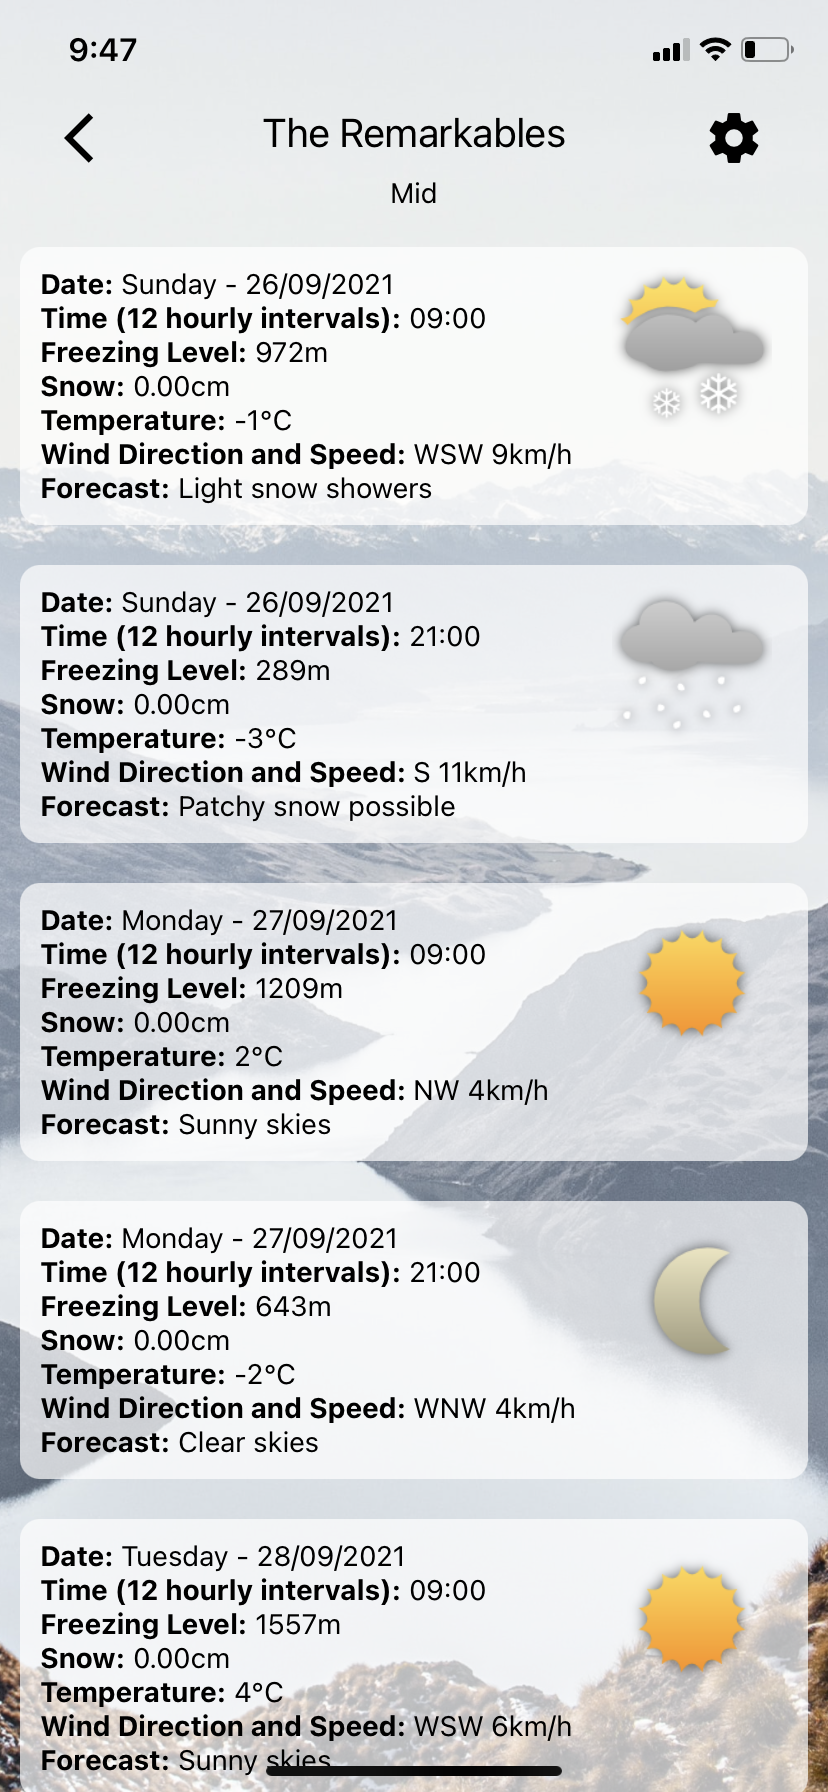 9:47
The Remarkables
Mid
Date: Sunday - 26/09/2021
Time (12 hourly intervals): 09:00
Freezing Level: 972m
Snow: 0.00cm
Temperature: -1°C
Wind Direction and Speed: WSW 9km/h
Forecast: Light snow showers
Date: Sunday - 26/09/2021
Time (12 hourly intervals): 21:00
Freezing Level: 289m
Snow: 0.00cm
Temperature: -3°C
Wind Direction and Speed: S 11km/h
Forecast: Patchy snow possible
Date: Monday - 27/09/2021
Time (12 hourly intervals): 09:00
Freezing Level: 1209m
Snow: 0.00cm
Temperature: 2°C
Wind Direction and Speed: NW 4km/h
Forecast: Sunny skies
Date: Monday - 27/09/2021
Time (12 hourly intervals): 21:00
Freezing Level: 643m
Snow: 0.00cm
Temperature: -2°C
Wind Direction and Speed: WNW 4km/h
Forecast: Clear skies
Date: Tuesday - 28/09/2021
Time (12 hourly intervals): 09:00
Freezing Level: 1557m
Snow: 0.00cm
Temperature: 4°C
Wind Direction and Speed: WSW 6km/h
Forecast: Sunny skies